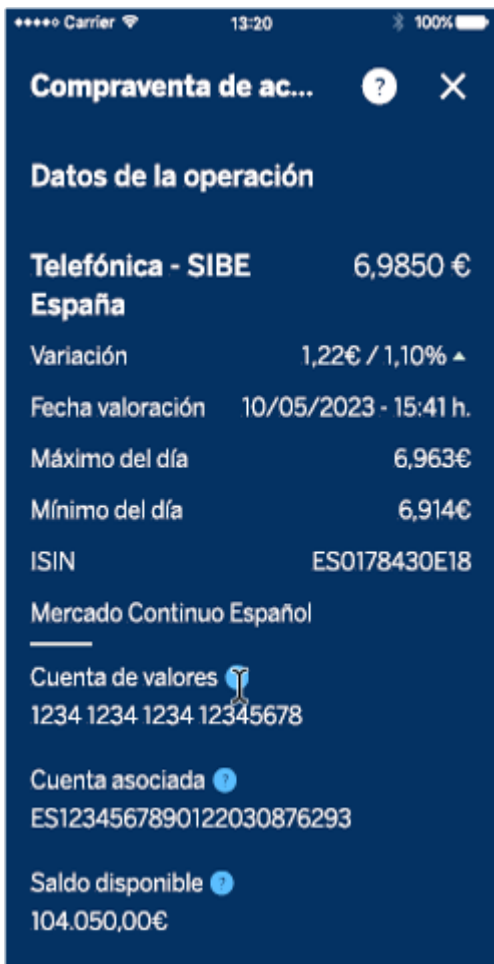 Carrier 13:20 100%
Compraventa de ac... ? ×
Datos de la operación
Telefónica - SIBE 6,9850 €
España
Variación 1,22€ / 1,10%
Fecha valoración 10/05/2023 - 15:41 h.
Máximo del día 6,963€
Mínimo del día 6,914€
ISIN ES0178430E18
Mercado Continuo Español
Cuenta de valores
1234 1234 1234 12345678
Cuenta asociada ?
ES1234567890122030876293
Saldo disponible ?
104.050,00€